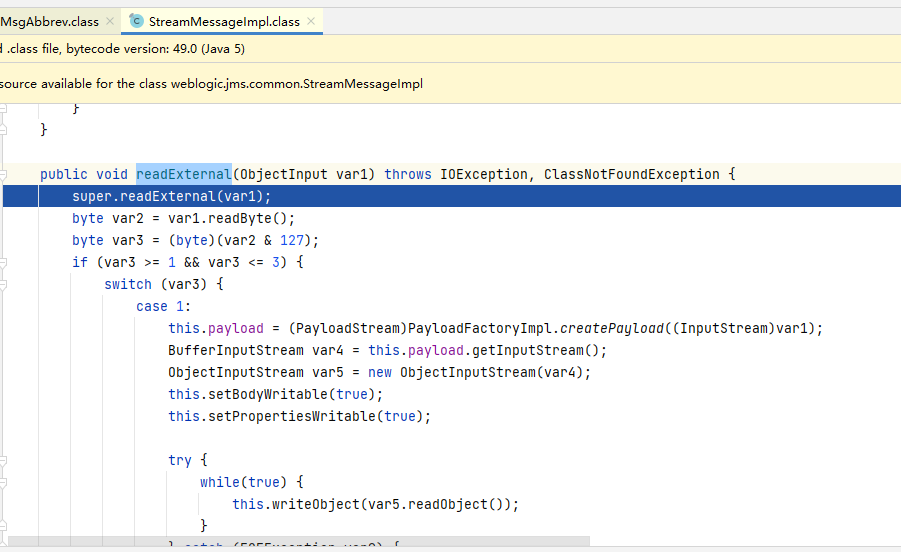 MsgAbbrev.class × StreamMessageImpl.class ×
d .class file, bytecode version: 49.0 (Java 5)
source available for the class weblogic.jms.common.StreamMessageImpl
}
}
public void readExternal(ObjectInput var1) throws IOException, ClassNotFoundException {
super.readExternal(var1);
byte var2 = var1.readByte();
byte var3 = (byte)(var2 & 127);
if (var3 >= 1 && var3 <= 3) {
switch (var3) {
case 1:
this.payload = (PayloadStream)PayloadFactoryImpl.createPayload((InputStream)var1);
BufferInputStream var4 = this.payload.getInputStream();
ObjectInputStream var5 = new ObjectInputStream(var4);
this.setBodyWritable(true);
this.setPropertiesWritable(true);
try {
while(true) {
this.writeObject(var5.readObject());
}
} catch (EOFException var9) {